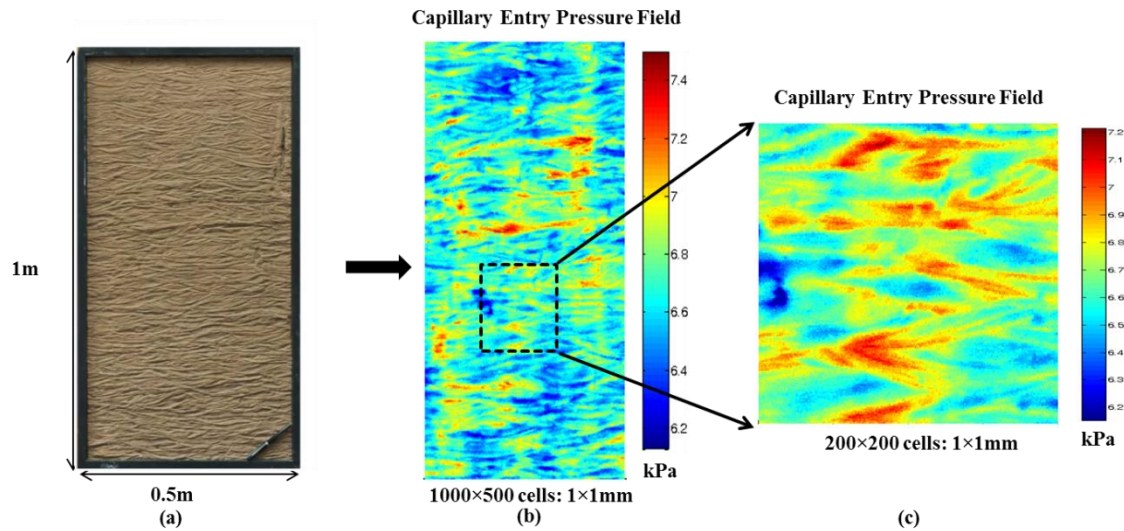 Capillary Entry Pressure Field
7.4
7.2
7
6.8
6.6
6.4
6.2
kPa
1m
0.5m
(a)
1000×500 cells: 1×1mm
(b)
Capillary Entry Pressure Field
7.2
7.1
7
6.9
6.8
6.7
6.6
6.5
6.4
6.3
6.2
kPa
200×200 cells: 1×1mm
(c)